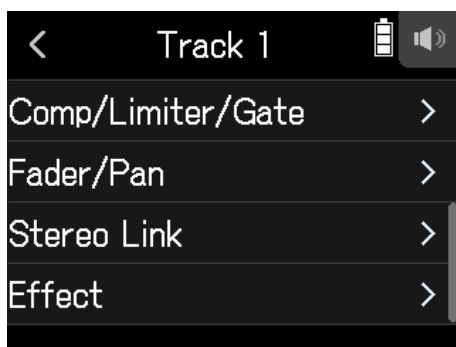 Track 1
Comp/Limiter/Gate
Fader/Pan
Stereo Link
Effect